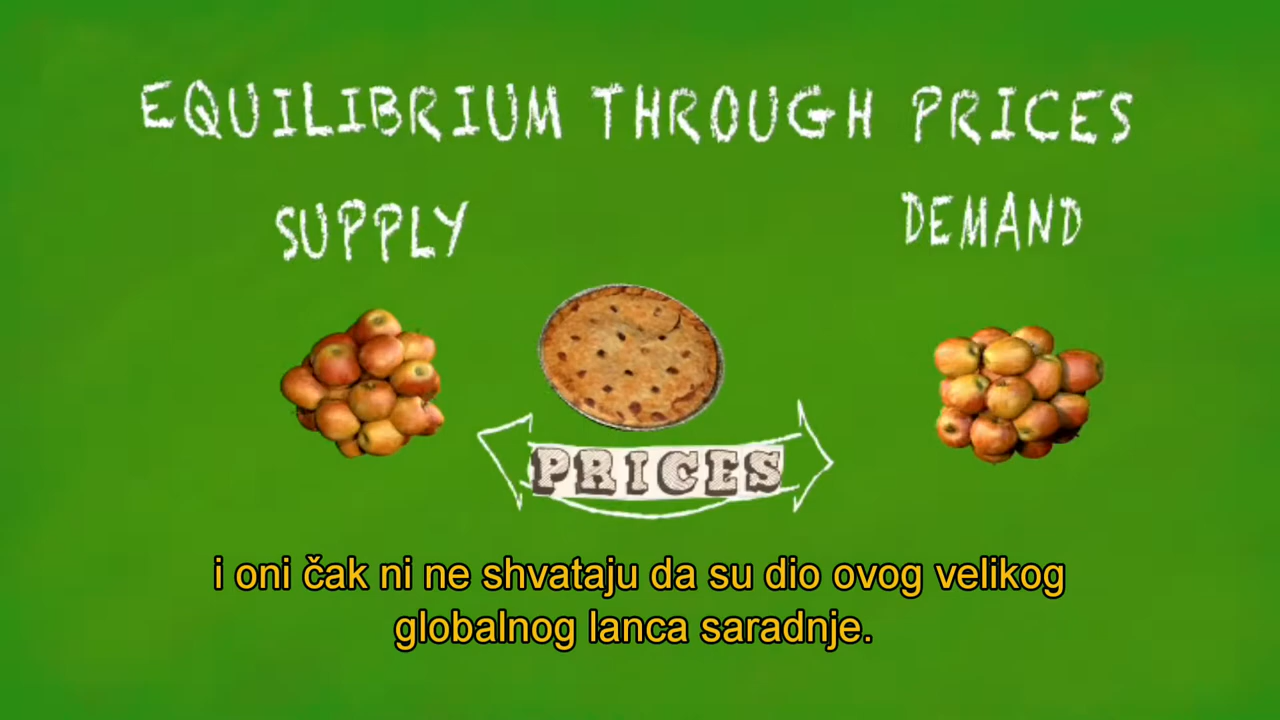 EQUILIBRIUM THROUGH PRICES
SUPPLY
DEMAND
PRICES
i oni čak ni ne shvataju da su dio ovog velikog
globalnog lanca saradnje.